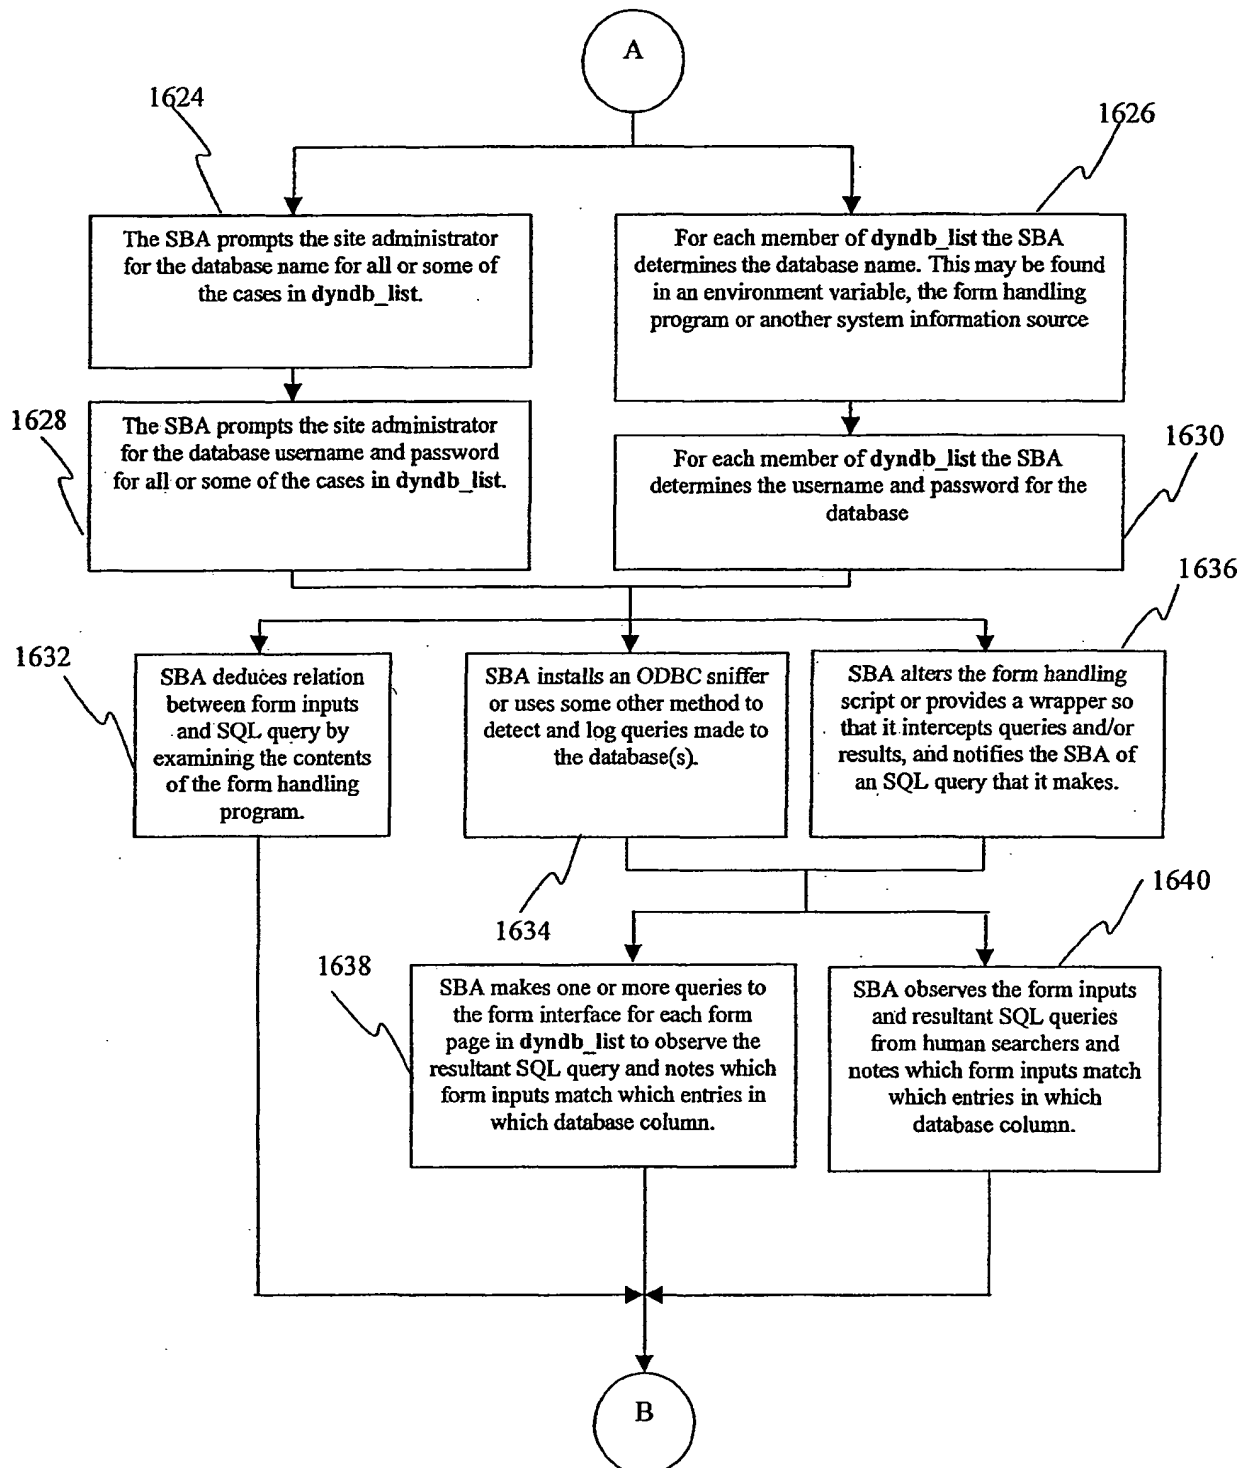 A
1624
1626
The SBA prompts the site administrator
for the database name for all or some of
the cases in dyndb_list.
For each member of dyndb_list the SBA
determines the database name. This may be found
in an environment variable, the form handling
program or another system information source
1628
The SBA prompts the site administrator
for the database username and password
for all or some of the cases in dyndb_list.
1630
For each member of dyndb_list the SBA
determines the username and password for the
database
1636
1632
SBA deduces relation
between form inputs
and SQL query by
examining the contents
of the form handling
program.
SBA installs an ODBC sniffer
or uses some other method to
detect and log queries made to
the database(s).
SBA alters the form handling
script or provides a wrapper so
that it intercepts queries and/or
results, and notifies the SBA of
an SQL query that it makes.
1634
1640
1638
SBA makes one or more queries to
the form interface for each form
page in dyndb_list to observe the
resultant SQL query and notes which
form inputs match which entries in
which database column.
SBA observes the form inputs
and resultant SQL queries
from human searchers and
notes which form inputs match
which entries in which
database column.
B